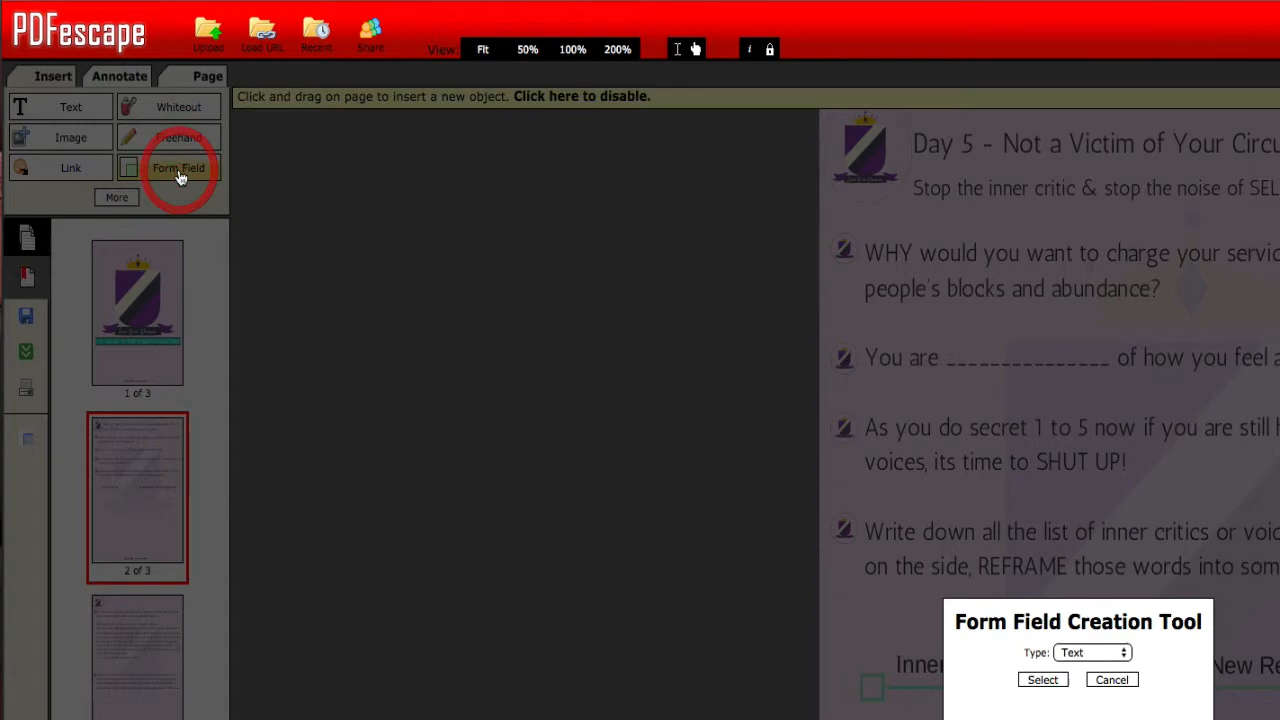 PDFescape
Upload
Load URL
Recent
Share
View:
Fit
50%
100%
200%
i
Insert
Annotate
Page
Click and drag on page to insert a new object. Click here to disable.
T Text
Whiteout
Image
Freehand
Link
Form Field
More
1 of 3
2 of 3
Day 5 - Not a Victim of Your Circu
Stop the inner critic & stop the noise of SEL
WHY would you want to charge your servic
people's blocks and abundance?
You are _______________ of how you feel a
As you do secret 1 to 5 now if you are still h
voices, its time to SHUT UP!
Write down all the list of inner critics or voic
on the side, REFRAME those words into som
Form Field Creation Tool
Type: Text
Select
Cancel
Inner
New Re